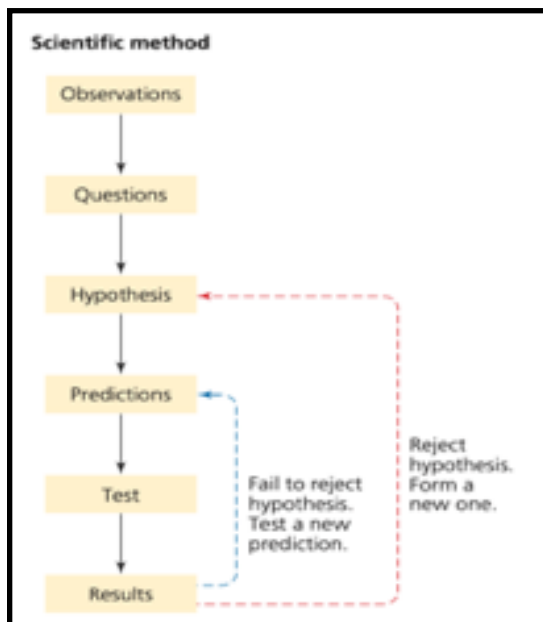 Scientific method
Observations
Questions
Hypothesis
Predictions
Test
Results
Fail to reject
hypothesis.
Test a new
prediction.
Reject
hypothesis.
Form a
new one.